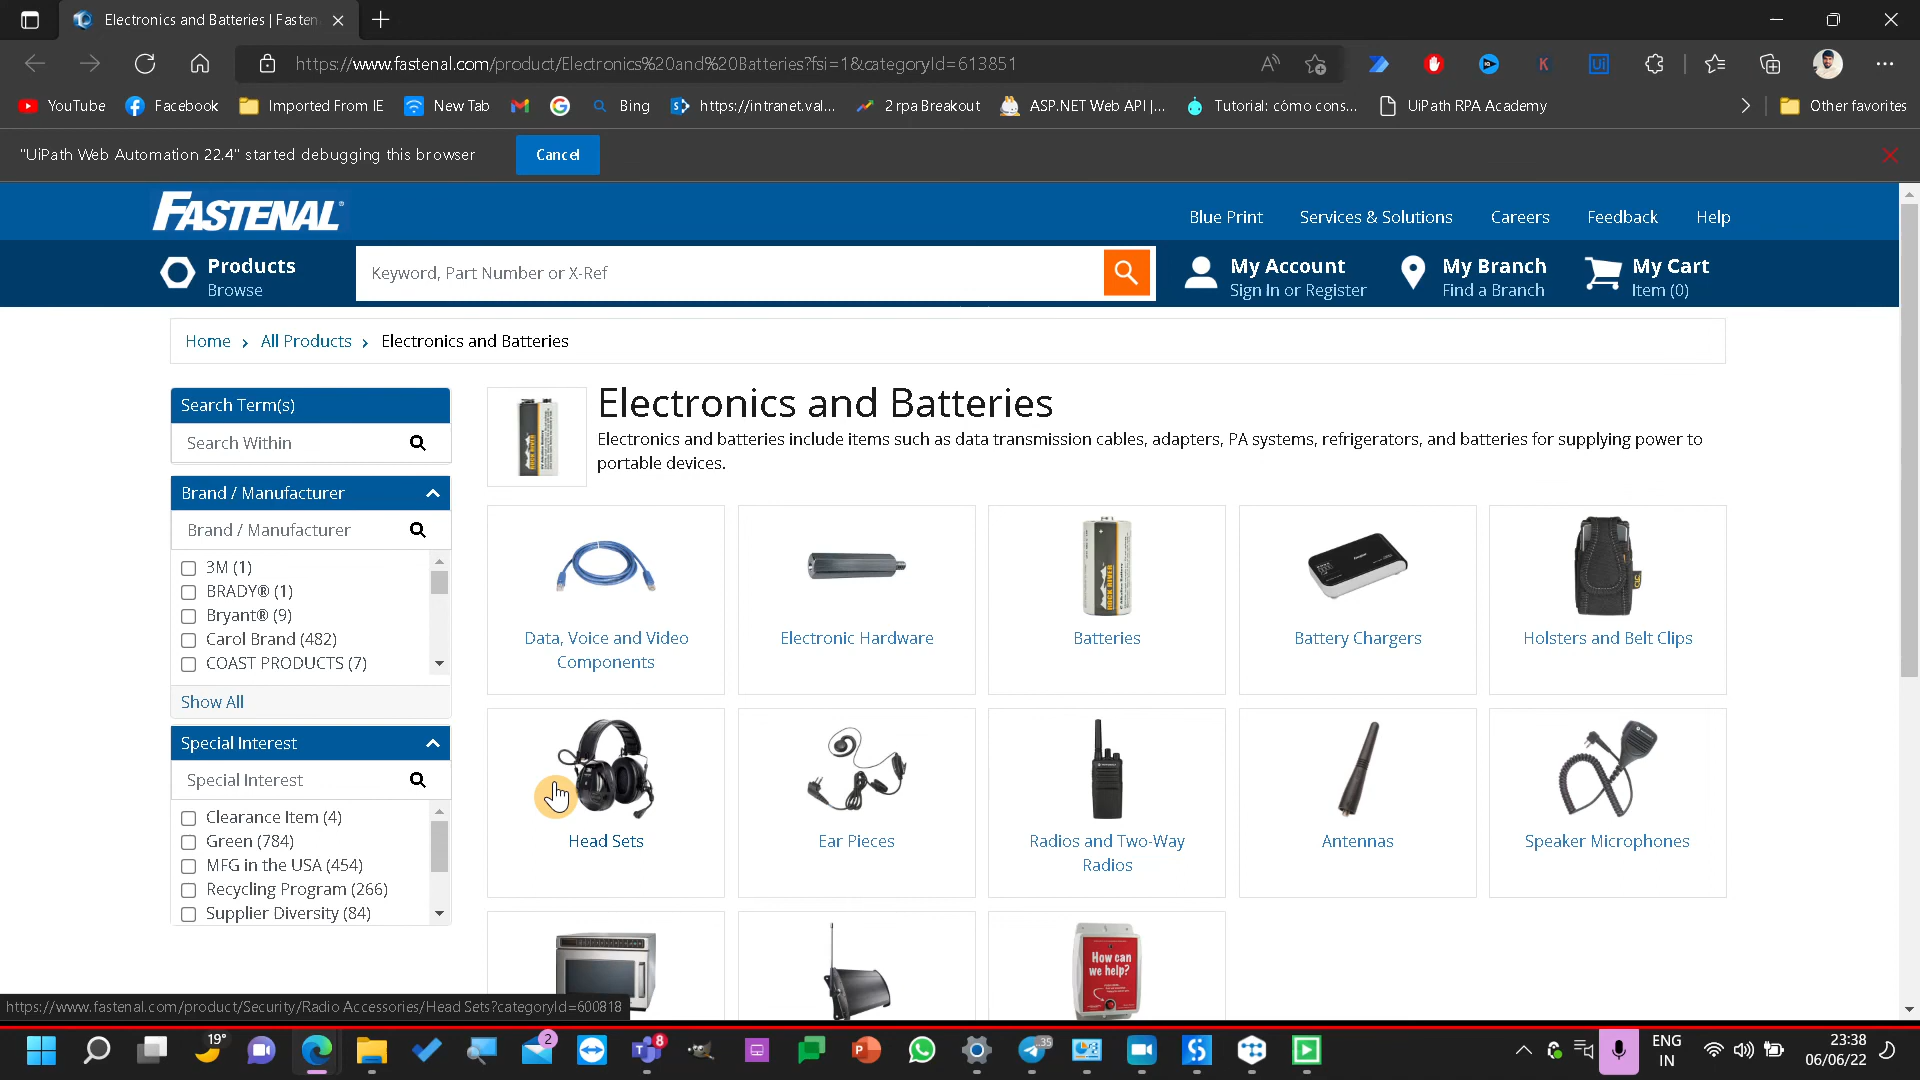 Electronics and Batteries | Fasten
https://www.fastenal.com/product/Electronics%20and%20Batteries?fsi=1&categoryId=613851
YouTube
Facebook
Imported From IE
New Tab
Bing
https://intranet.val...
2 rpa Breakout
ASP.NET Web API |...
Tutorial: cómo cons...
UiPath RPA Academy
Other favorites
"UiPath Web Automation 22.4" started debugging this browser
Cancel
FASTENAL
Blue Print
Services & Solutions
Careers
Feedback
Help
Products
Browse
Keyword, Part Number or X-Ref
My Account
Sign In or Register
My Branch
Find a Branch
My Cart
Item (0)
Home
All Products
Electronics and Batteries
Search Term(s)
Search Within
Brand / Manufacturer
Brand / Manufacturer
3M (1)
BRADY® (1)
Bryant® (9)
Carol Brand (482)
COAST PRODUCTS (7)
Show All
Special Interest
Special Interest
Clearance Item (4)
Green (784)
MFG in the USA (454)
Recycling Program (266)
Supplier Diversity (84)
Electronics and Batteries
Electronics and batteries include items such as data transmission cables, adapters, PA systems, refrigerators, and batteries for supplying power to
portable devices.
Data, Voice and Video
Components
Electronic Hardware
ROCK RIVER
Batteries
Battery Chargers
CLC
Holsters and Belt Clips
Head Sets
Ear Pieces
Radios and Two-Way
Radios
Antennas
Speaker Microphones
How can
we help?
https://www.fastenal.com/product/Security/Radio Accessories/Head Sets?categoryId=600818
19°
2
8
35
ENG
IN
23:38
06/06/22